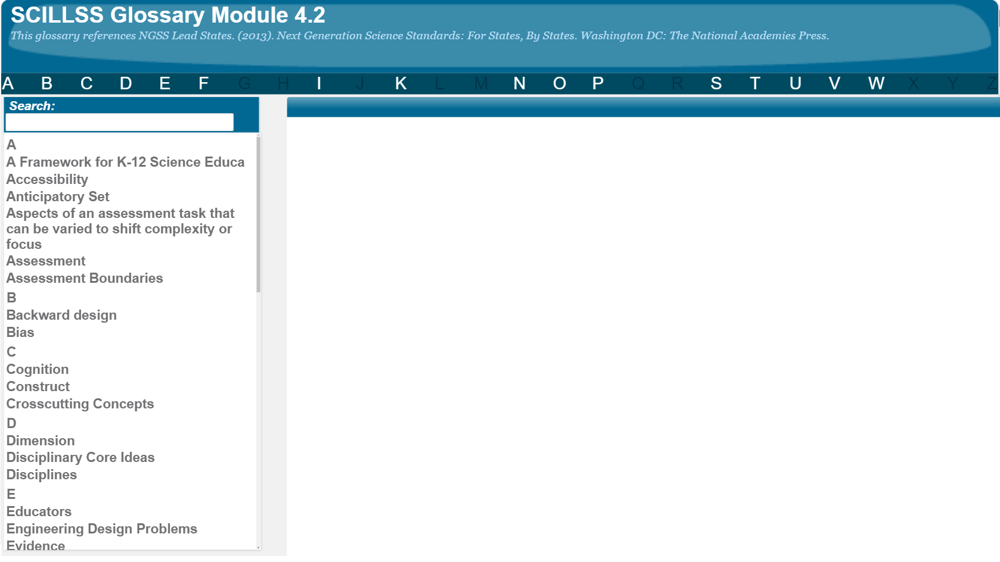 SCILLSS Glossary Module 4.2
This glossary references NGSS Lead States. (2013). Next Generation Science Standards: For States, By States. Washington DC: The National Academies Press.
A B C D E F G H I J K L M N O P Q R S T U V W X Y Z
Search:
A
A Framework for K-12 Science Educa
Accessibility
Anticipatory Set
Aspects of an assessment task that
can be varied to shift complexity or
focus
Assessment
Assessment Boundaries
B
Backward design
Bias
C
Cognition
Construct
Crosscutting Concepts
D
Dimension
Disciplinary Core Ideas
Disciplines
E
Educators
Engineering Design Problems
Evidence